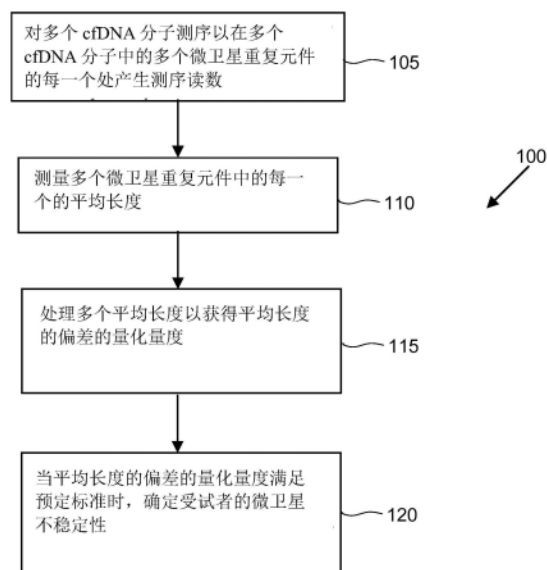 对多个 cfDNA 分子测序以在多个
cfDNA 分子中的多个微卫星重复元件
的每一个处产生测序读数
105
100
测量多个微卫星重复元件中的每一
个的平均长度
110
处理多个平均长度以获得平均长度
的偏差的量化量度
115
当平均长度的偏差的量化量度满足
预定标准时，确定受试者的微卫星
不稳定性
120